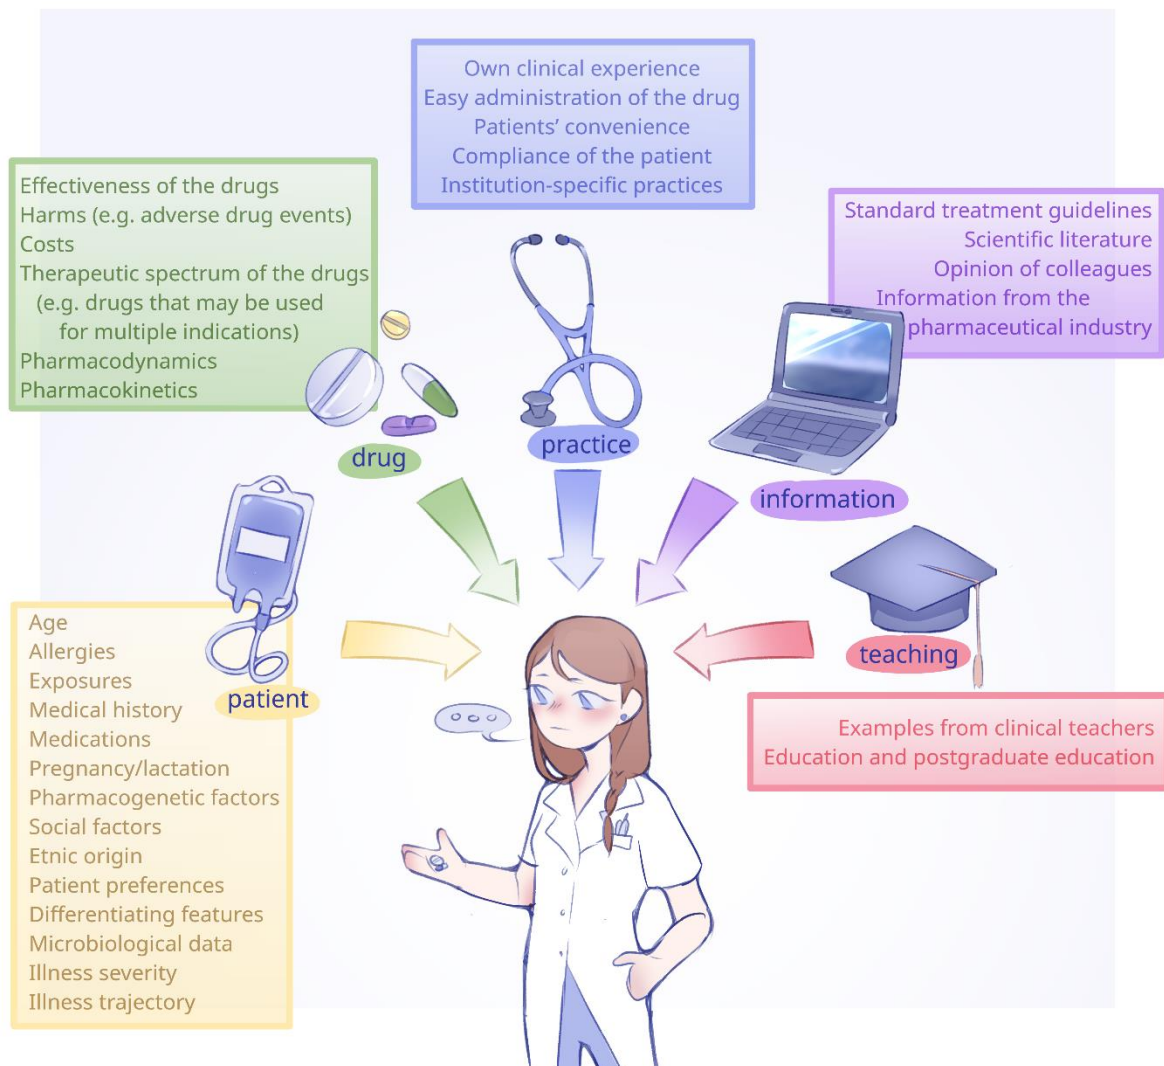 Own clinical experience
Easy administration of the drug
Patients’ convenience
Compliance of the patient
Institution-specific practices
Effectiveness of the drugs
Harms (e.g. adverse drug events)
Costs
Therapeutic spectrum of the drugs
(e.g. drugs that may be used
for multiple indications)
Pharmacodynamics
Pharmacokinetics
Standard treatment guidelines
Scientific literature
Opinion of colleagues
Information from the
pharmaceutical industry
drug
practice
information
patient
teaching
Age
Allergies
Exposures
Medical history
Medications
Pregnancy/lactation
Pharmacogenetic factors
Social factors
Etnic origin
Patient preferences
Differentiating features
Microbiological data
Illness severity
Illness trajectory
Examples from clinical teachers
Education and postgraduate education